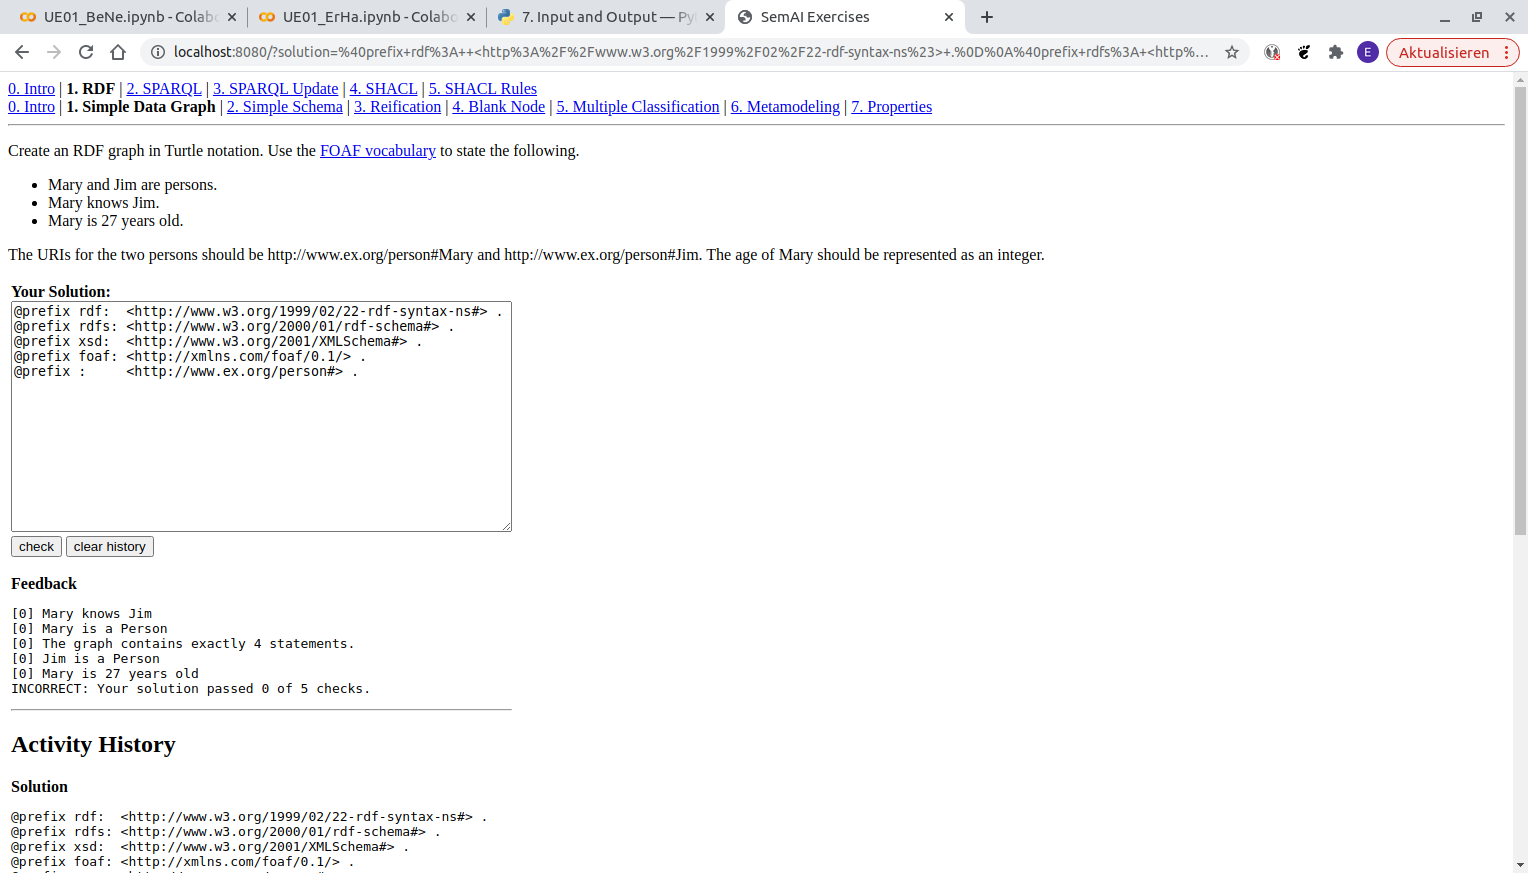 UE01_BeNe.ipynb - Colab
UE01_ErHa.ipynb - Colab
7. Input and Output — Py
SemAI Exercises
localhost:8080/?solution=%40prefix+rdf%3A++<http%3A%2F%2Fwww.w3.org%2F1999%2F02%2F22-rdf-syntax-ns%23>+.%0D%0A%40prefix+rdfs%3A+<http%...
E
Aktualisieren
0. Intro | 1. RDF | 2. SPARQL | 3. SPARQL Update | 4. SHACL | 5. SHACL Rules
0. Intro | 1. Simple Data Graph | 2. Simple Schema | 3. Reification | 4. Blank Node | 5. Multiple Classification | 6. Metamodeling | 7. Properties
Create an RDF graph in Turtle notation. Use the FOAF vocabulary to state the following.
• Mary and Jim are persons.
• Mary knows Jim.
• Mary is 27 years old.
The URIs for the two persons should be http://www.ex.org/person#Mary and http://www.ex.org/person#Jim. The age of Mary should be represented as an integer.
Your Solution:
@prefix rdf:  <http://www.w3.org/1999/02/22-rdf-syntax-ns#> .
@prefix rdfs: <http://www.w3.org/2000/01/rdf-schema#> .
@prefix xsd:  <http://www.w3.org/2001/XMLSchema#> .
@prefix foaf: <http://xmlns.com/foaf/0.1/> .
@prefix :     <http://www.ex.org/person#> .
check
clear history
Feedback
[0] Mary knows Jim
[0] Mary is a Person
[0] The graph contains exactly 4 statements.
[0] Jim is a Person
[0] Mary is 27 years old
INCORRECT: Your solution passed 0 of 5 checks.
Activity History
Solution
@prefix rdf:  <http://www.w3.org/1999/02/22-rdf-syntax-ns#> .
@prefix rdfs: <http://www.w3.org/2000/01/rdf-schema#> .
@prefix xsd:  <http://www.w3.org/2001/XMLSchema#> .
@prefix foaf: <http://xmlns.com/foaf/0.1/> .